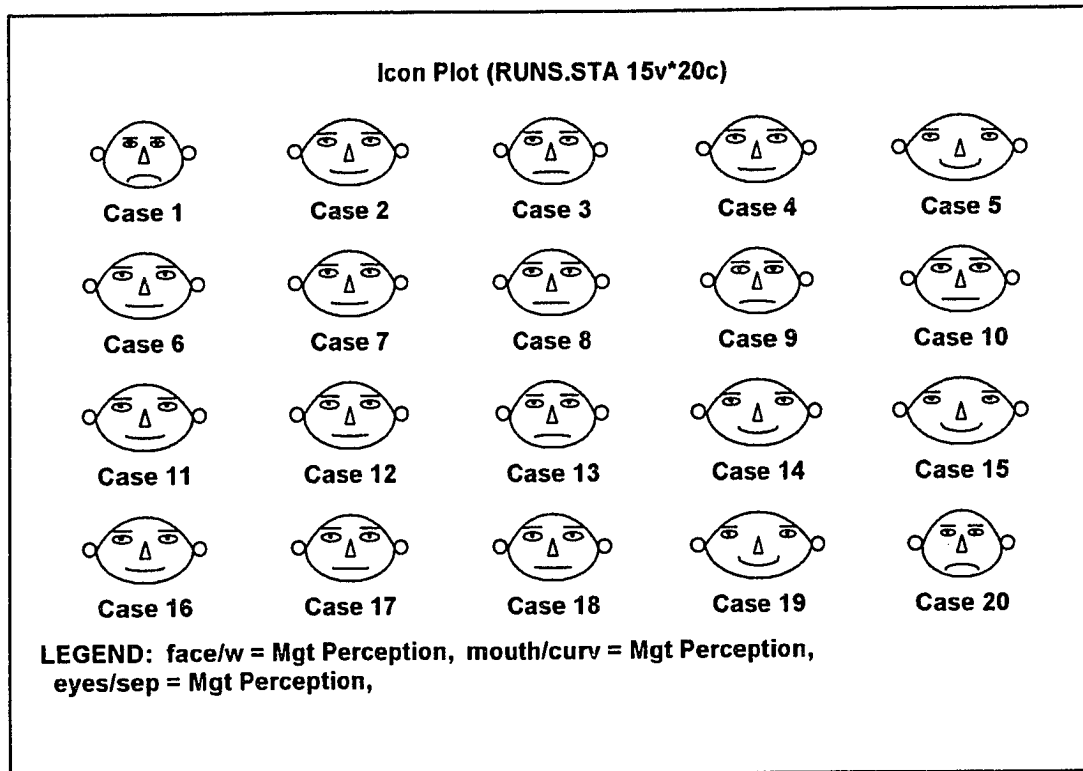 Icon Plot (RUNS.STA 15v*20c)
Case 1 Case 2 Case 3 Case 4 Case 5
Case 6 Case 7 Case 8 Case 9 Case 10
Case 11 Case 12 Case 13 Case 14 Case 15
Case 16 Case 17 Case 18 Case 19 Case 20
LEGEND: face/w = Mgt Perception, mouth/curv = Mgt Perception,
eyes/sep = Mgt Perception,